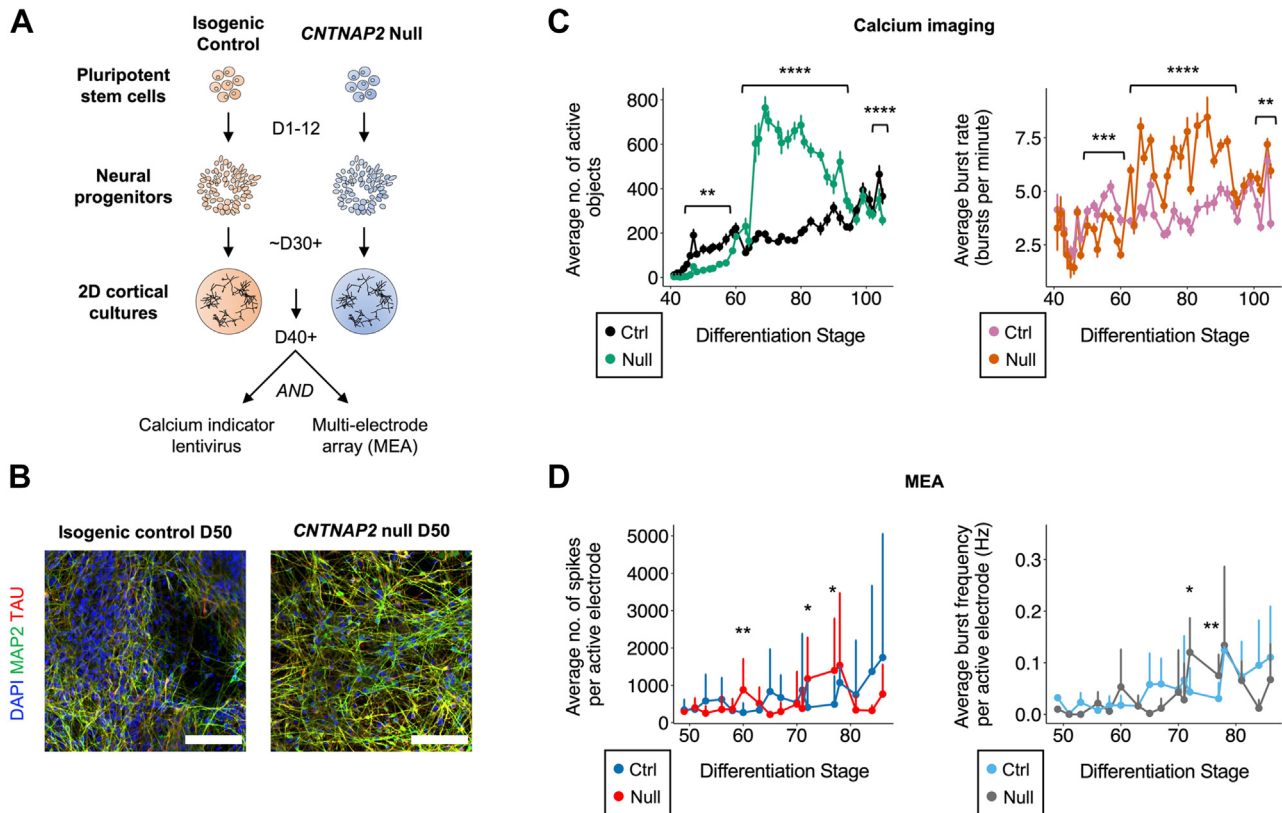 A
Isogenic
Control
CNTNAP2 Null
Pluripotent
stem cells
D1-12
Neural
progenitors
~D30+
2D cortical
cultures
D40+
AND
Calcium indicator
lentivirus
Multi-electrode
array (MEA)
B
Isogenic control D50
CNTNAP2 null D50
DAPI MAP2 TAU
C
Calcium imaging
Average no. of active
objects
800
600
400
200
0
**
****
****
40
60
80
100
Differentiation Stage
Ctrl
Null
Average burst rate
(bursts per minute)
7.5
5.0
2.5
***
****
**
40
60
80
100
Differentiation Stage
Ctrl
Null
D
MEA
Average no. of spikes
per active electrode
5000
4000
3000
2000
1000
0
**
*
*
50
60
70
80
Differentiation Stage
Ctrl
Null
Average burst frequency
per active electrode (Hz)
0.3
0.2
0.1
0.0
*
**
50
60
70
80
Differentiation Stage
Ctrl
Null